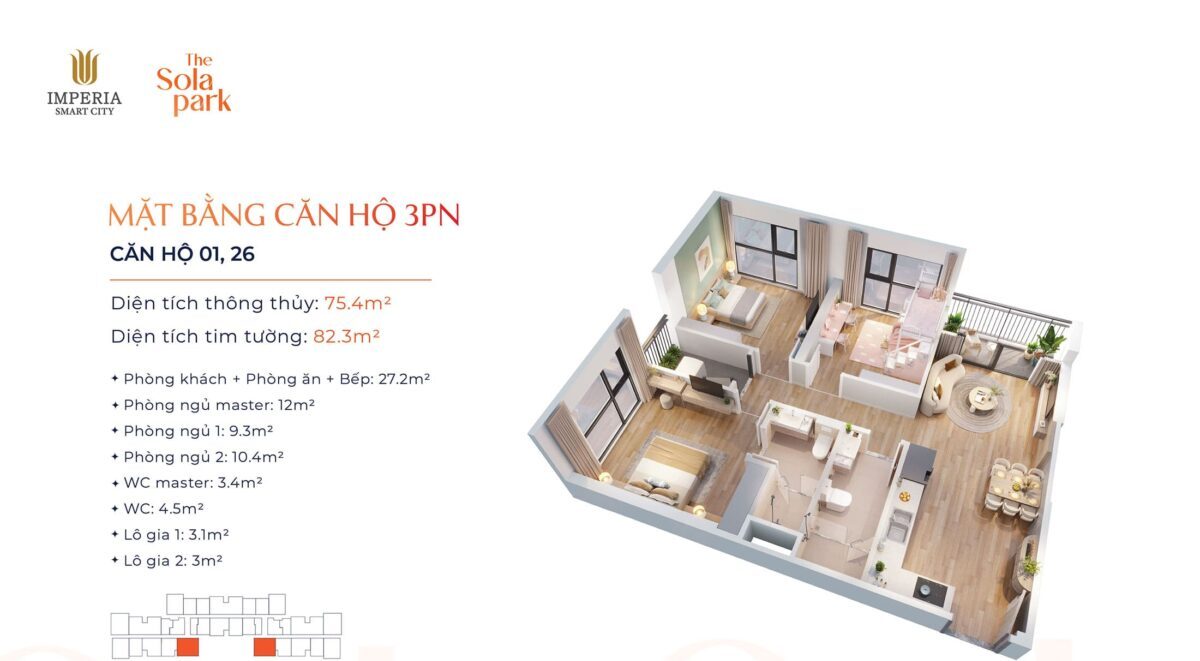 IMPERIA
SMART CITY
The
Sola
park
MẶT BẰNG CĂN HỘ 3PN
CĂN HỘ 01, 26
Diện tích thông thủy: 75.4m²
Diện tích tim tường: 82.3m²
Phòng khách + Phòng ăn + Bếp: 27.2m²
Phòng ngủ master: 12m²
Phòng ngủ 1: 9.3m²
Phòng ngủ 2: 10.4m²
WC master: 3.4m²
WC: 4.5m²
Lô gia 1: 3.1m²
Lô gia 2: 3m²